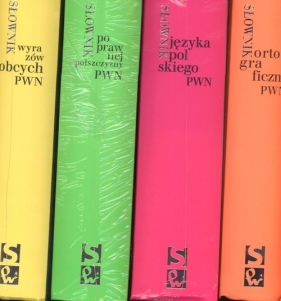 SŁOWNIK
wyra
zów
obcych
PWN
S
SŁOWNIK
po
praw
nej
polszczyzny
PWN
S
SŁOWNIK
języka
pol
skiego
PWN
S
SŁOWNIK
orto
gra
ficzn
PWN
S